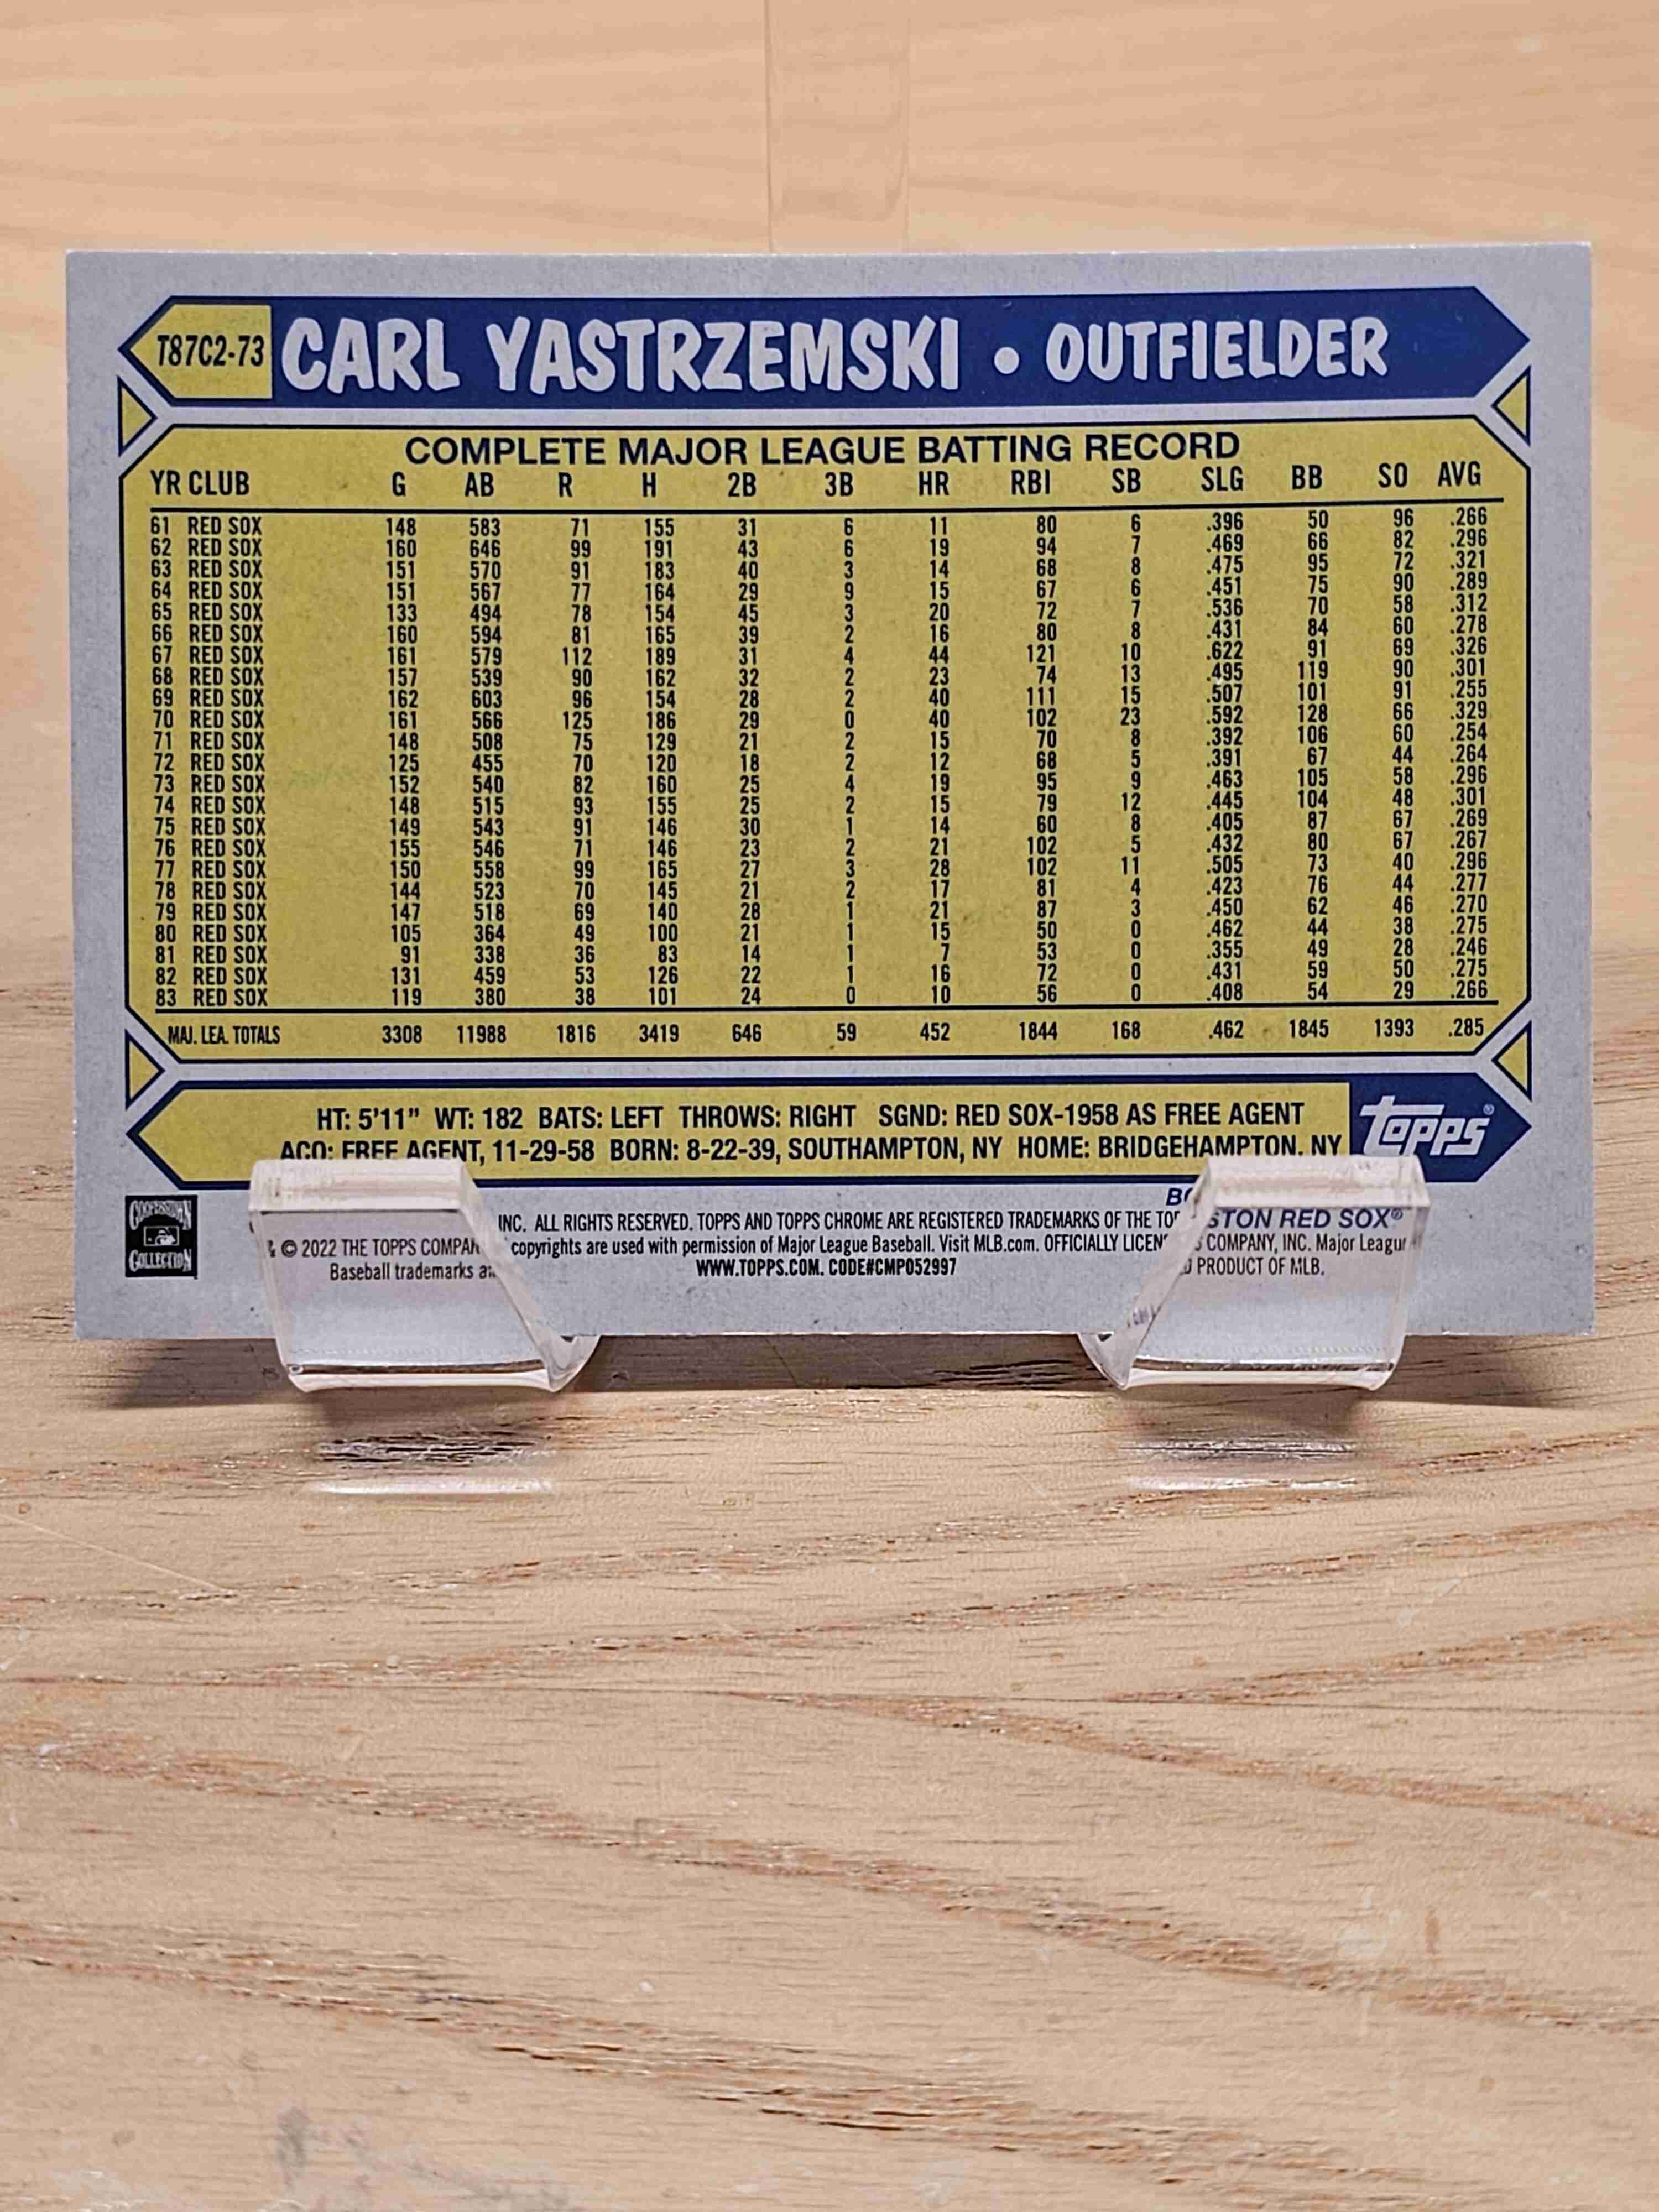 T87C2-73 CARL YASTRZEMSKI • OUTFIELDER
COMPLETE MAJOR LEAGUE BATTING RECORD
YR CLUB G AB R H 2B 3B HR RBI SB SLG BB SO AVG
61 RED SOX 148 583 71 155 31 6 11 80 6 .396 50 96 .266
62 RED SOX 160 646 99 191 43 6 19 94 7 .469 66 82 .296
63 RED SOX 151 570 91 183 40 3 14 68 8 .475 95 72 .321
64 RED SOX 151 567 77 164 29 9 15 67 6 .451 75 90 .289
65 RED SOX 133 494 78 154 45 3 20 72 7 .536 70 58 .312
66 RED SOX 160 594 81 165 39 2 16 80 8 .431 84 60 .278
67 RED SOX 161 579 112 189 31 4 44 121 10 .622 91 69 .326
68 RED SOX 157 539 90 162 32 2 23 74 13 .495 119 90 .301
69 RED SOX 162 603 96 154 28 2 40 111 15 .507 101 91 .255
70 RED SOX 161 566 125 186 29 0 40 102 23 .592 128 66 .329
71 RED SOX 148 508 75 129 21 2 15 70 8 .392 106 60 .254
72 RED SOX 125 455 70 120 18 2 12 68 5 .391 67 44 .264
73 RED SOX 152 540 82 160 25 4 19 95 9 .463 105 58 .296
74 RED SOX 148 515 93 155 25 2 15 79 12 .445 104 48 .301
75 RED SOX 149 543 91 146 30 1 14 60 8 .405 87 67 .269
76 RED SOX 155 546 71 146 23 2 21 102 5 .432 80 67 .267
77 RED SOX 150 558 99 165 27 3 28 102 11 .505 73 40 .296
78 RED SOX 144 523 70 145 21 2 17 81 4 .423 76 44 .277
79 RED SOX 147 518 69 140 28 1 21 87 3 .450 62 46 .270
80 RED SOX 105 364 49 100 21 1 15 50 0 .462 44 38 .275
81 RED SOX 91 338 36 83 14 1 7 53 0 .355 49 28 .246
82 RED SOX 131 459 53 126 22 1 16 72 0 .431 59 50 .275
83 RED SOX 119 380 38 101 24 0 10 56 0 .408 54 29 .266
MAJ. LEA. TOTALS 3308 11988 1816 3419 646 59 452 1844 168 .462 1845 1393 .285
HT: 5'11" WT: 182 BATS: LEFT THROWS: RIGHT SGND: RED SOX-1958 AS FREE AGENT
ACQ: FREE AGENT, 11-29-58 BORN: 8-22-39, SOUTHAMPTON, NY HOME: BRIDGEHAMPTON, NY
topps®
COOPERSTOWN
COLLECTION
RED SOX®
© 2022 THE TOPPS INC. ALL RIGHTS RESERVED. TOPPS AND TOPPS CHROME ARE REGISTERED TRADEMARKS OF THE COMPANY, INC. Major
Baseball trademarks copyrights are used with permission of Major League Baseball. Visit MLB.com. OFFICIALLY PRODUCT OF MLB.
WWW.TOPPS.COM. CODE#CMP052997